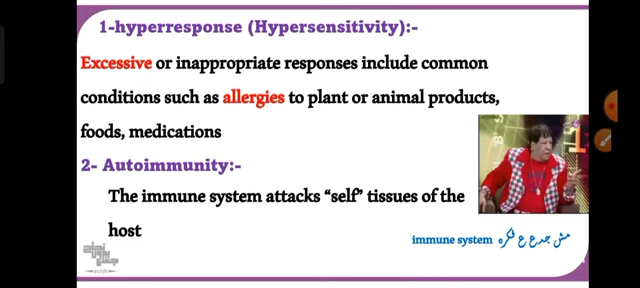 1-hyperresponse (Hypersensitivity):-
Excessive or inappropriate responses include common
conditions such as allergies to plant or animal products,
foods, medications
2- Autoimmunity:-
The immune system attacks “self” tissues of the
host
مش جدع ع فكره immune system